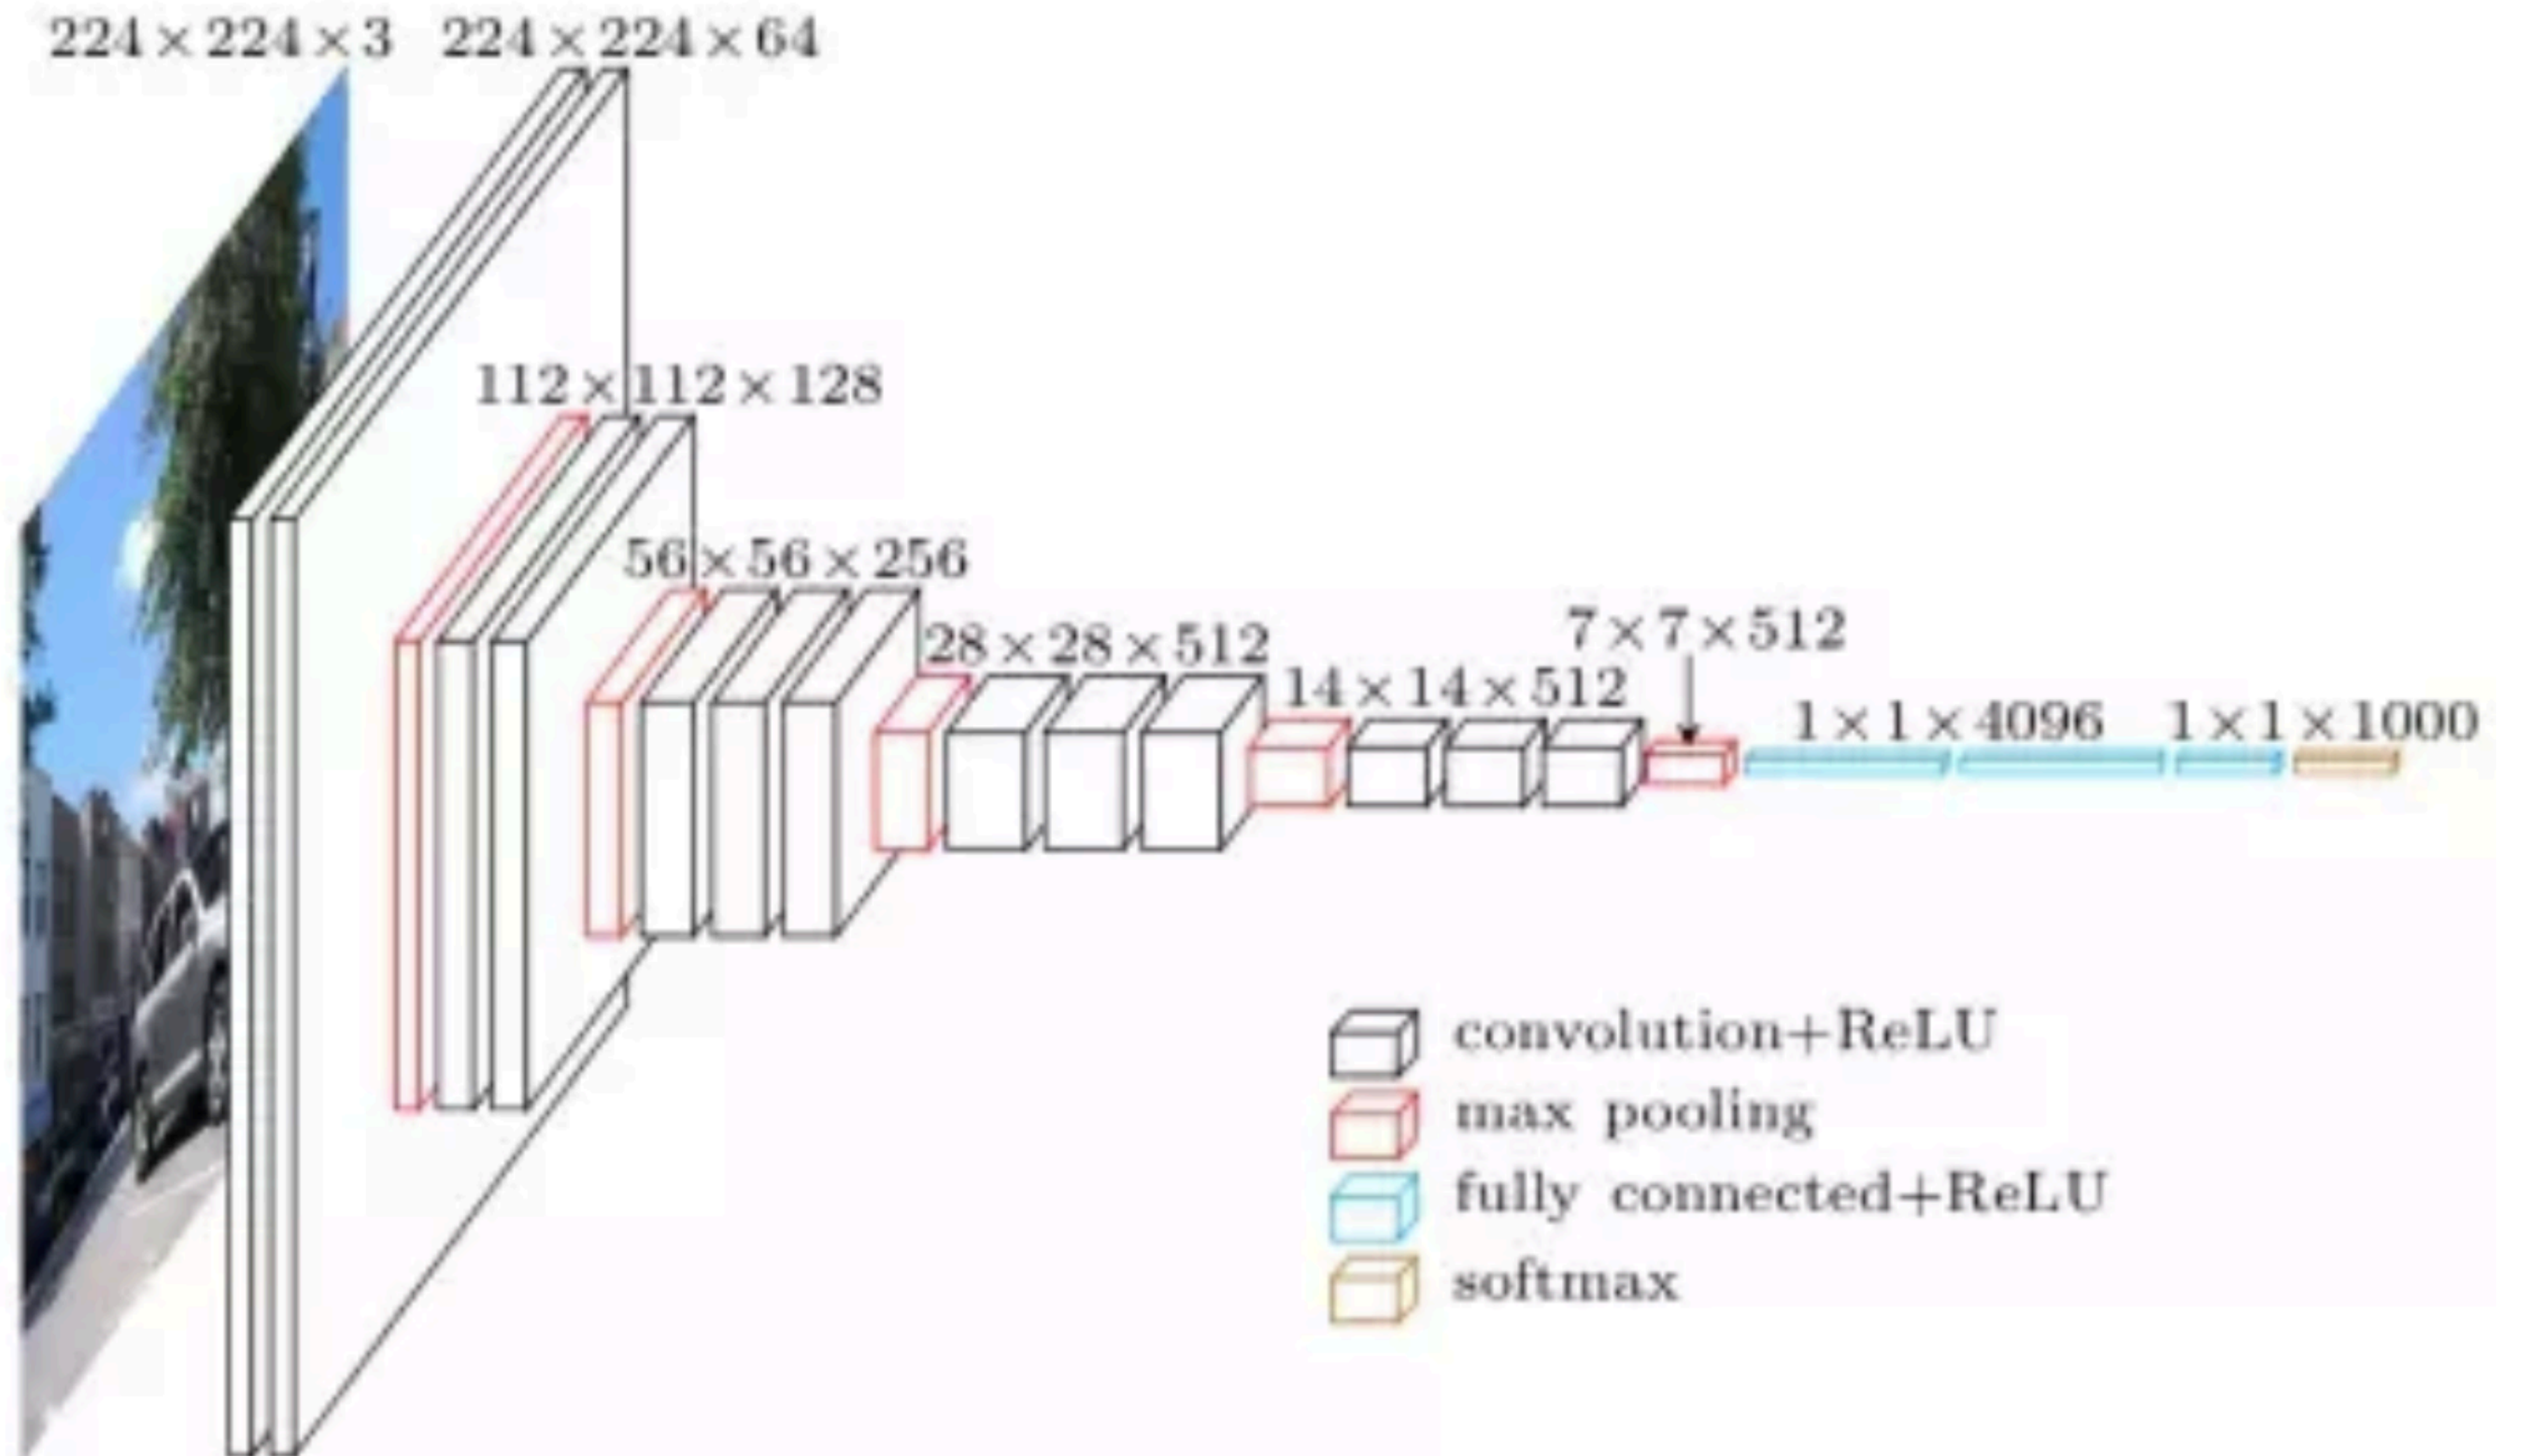 224×224×3
224×224×64
112×112×128
56×56×256
28×28×512
14×14×512
7×7×512
1×1×4096
1×1×1000
convolution+ReLU
max pooling
fully connected+ReLU
softmax